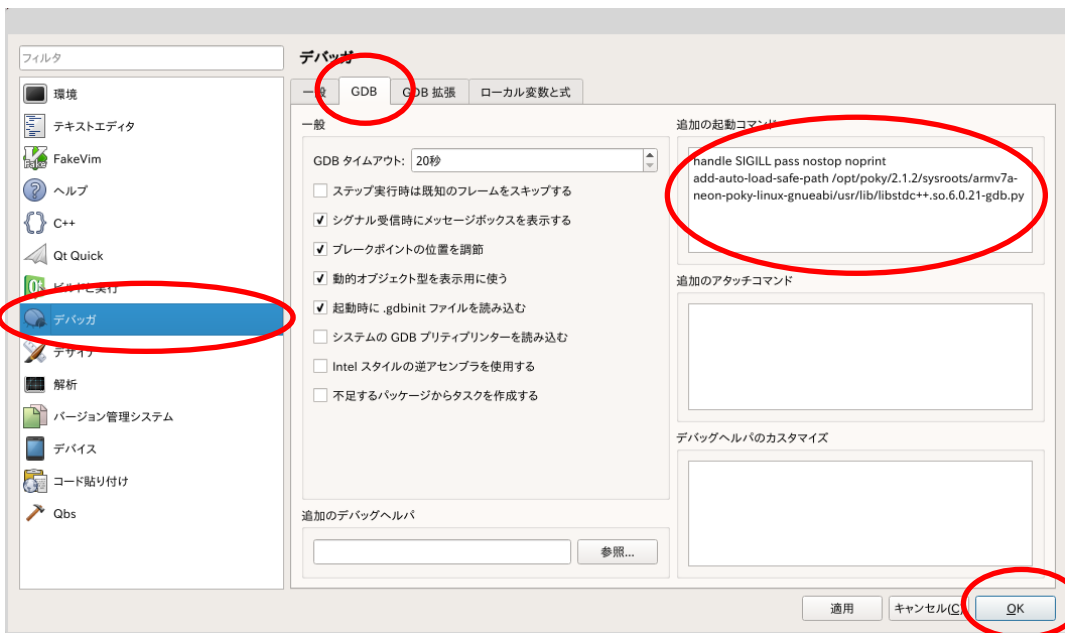 フィルタ
環境
テキストエディタ
FakeVim
ヘルプ
C++
Qt Quick
ビルドと実行
デバッガ
デザイナ
解析
バージョン管理システム
デバイス
コード貼り付け
Qbs
デバッガ
一般
GDB
GDB 拡張
ローカル変数と式
一般
GDB タイムアウト: 20秒
ステップ実行時は既知のフレームをスキップする
シグナル受信時にメッセージボックスを表示する
ブレークポイントの位置を調節
動的オブジェクト型を表示用に使う
起動時に .gdbinit ファイルを読み込む
システムの GDB プリティプリンターを読み込む
Intel スタイルの逆アセンブラを使用する
不足するパッケージからタスクを作成する
追加のデバッグヘルパ
参照...
追加の起動コマンド
handle SIGILL pass nostop noprint
add-auto-load-safe-path /opt/poky/2.1.2/sysroots/armv7a-
neon-poky-linux-gnueabi/usr/lib/libstdc++.so.6.0.21-gdb.py
追加のアタッチコマンド
デバッグヘルパのカスタマイズ
適用
キャンセル(C)
OK